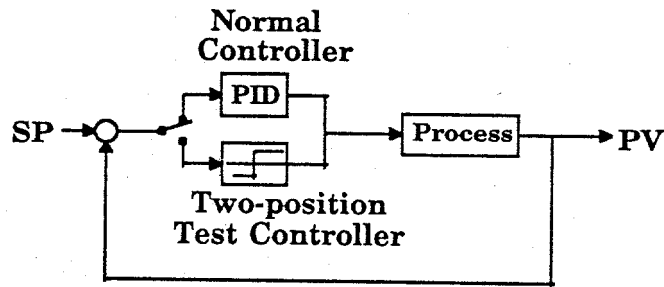 Normal
Controller
PID
SP
Process
PV
Two-position
Test Controller